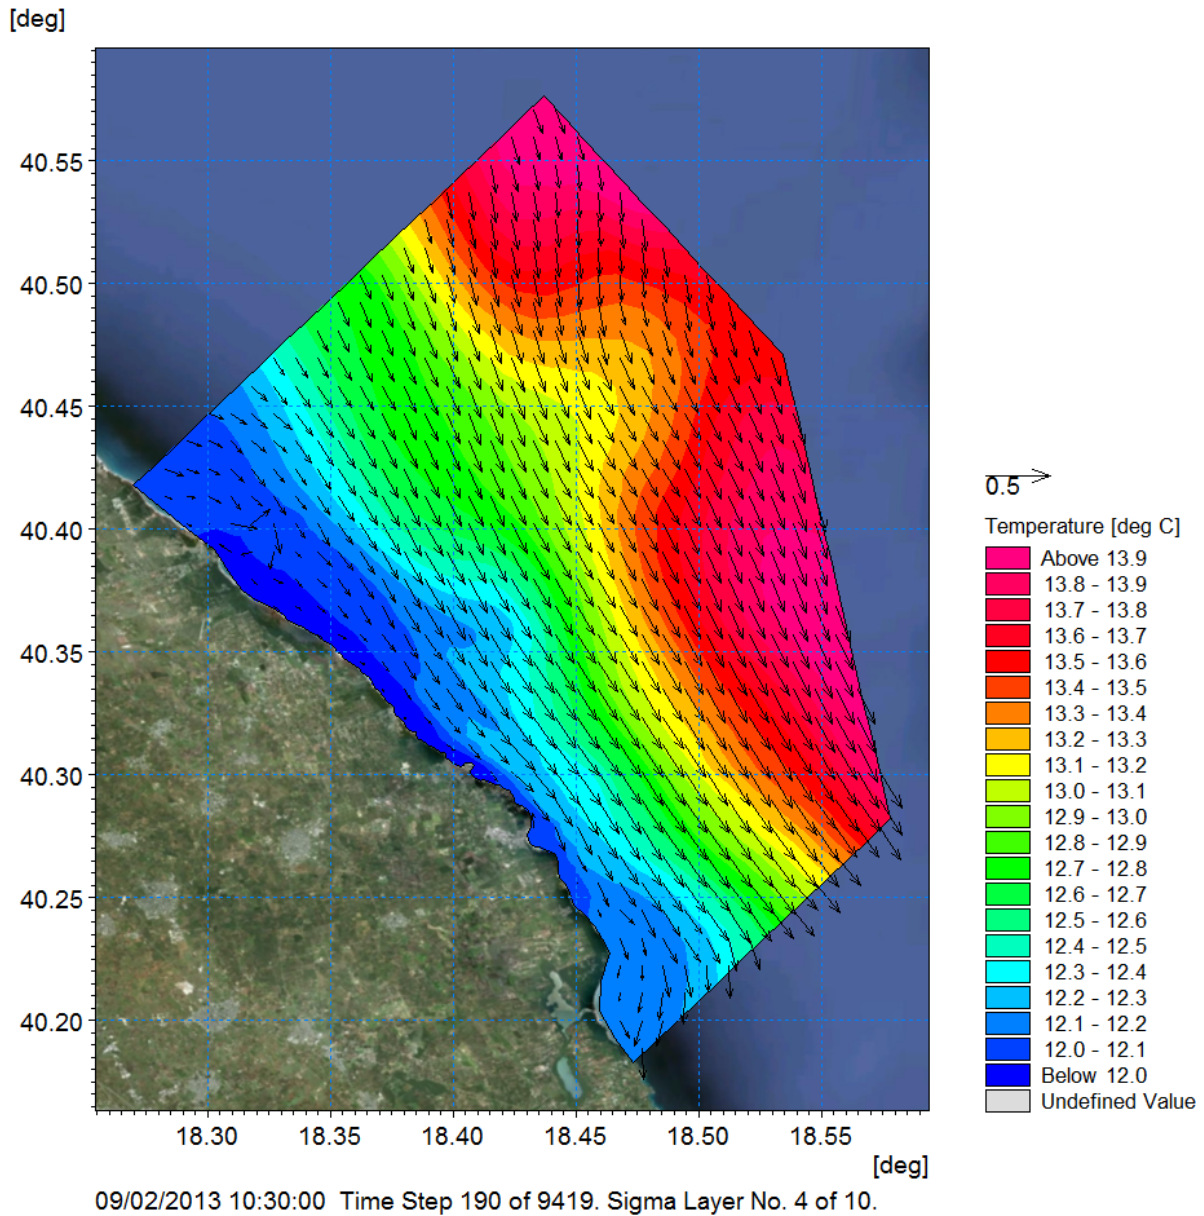 [deg]
40.55
40.50
40.45
40.40
40.35
40.30
40.25
40.20
18.30 18.35 18.40 18.45 18.50 18.55
[deg]
0.5
Temperature [deg C]
Above 13.9
13.8 - 13.9
13.7 - 13.8
13.6 - 13.7
13.5 - 13.6
13.4 - 13.5
13.3 - 13.4
13.2 - 13.3
13.1 - 13.2
13.0 - 13.1
12.9 - 13.0
12.8 - 12.9
12.7 - 12.8
12.6 - 12.7
12.5 - 12.6
12.4 - 12.5
12.3 - 12.4
12.2 - 12.3
12.1 - 12.2
12.0 - 12.1
Below 12.0
Undefined Value
09/02/2013 10:30:00 Time Step 190 of 9419. Sigma Layer No. 4 of 10.